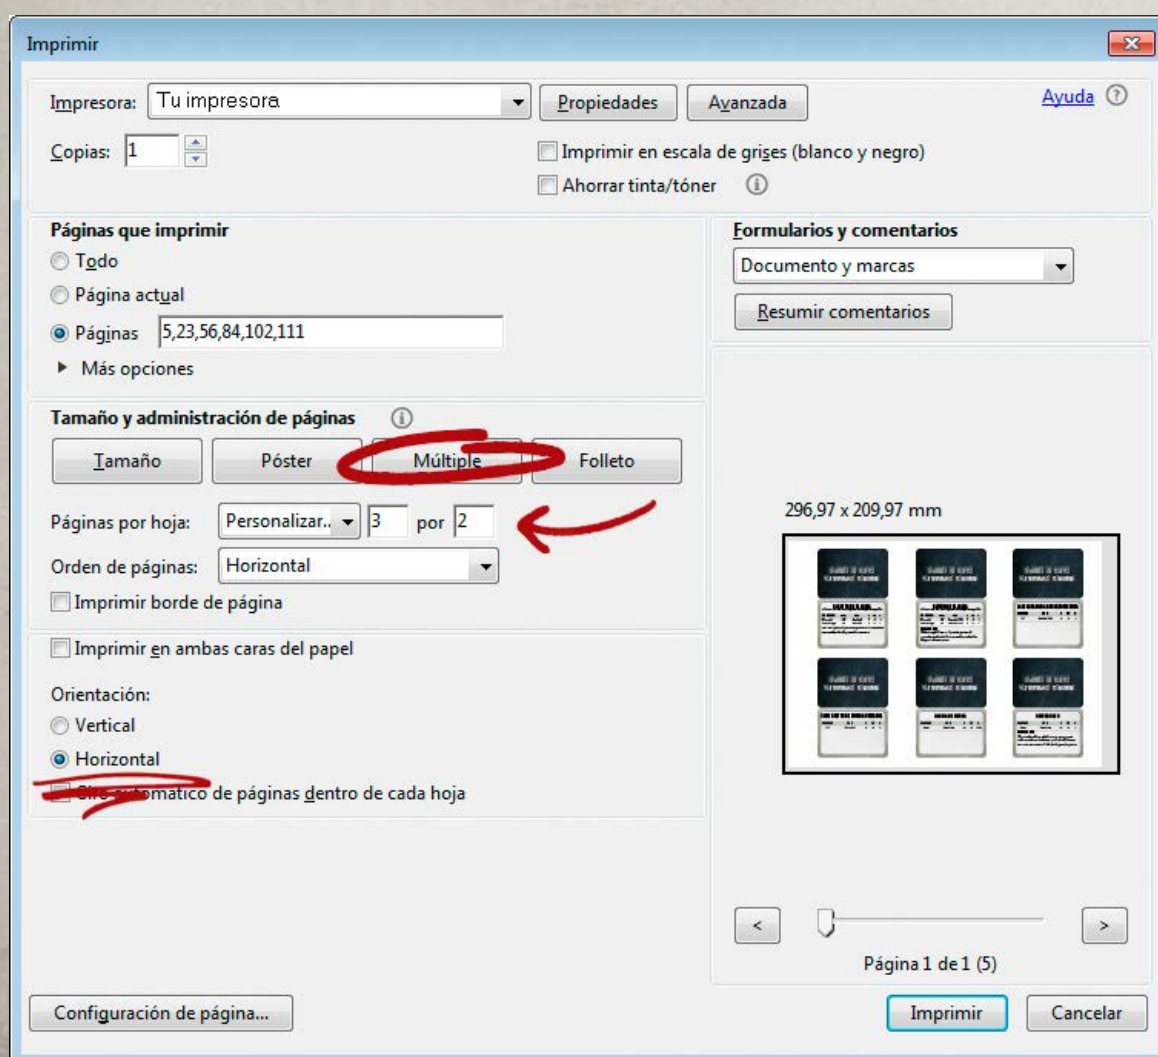 Imprimir
Impresora: Tu impresora Propiedades Avanzada Ayuda
Copias: 1 Imprimir en escala de grises (blanco y negro)
Ahorrar tinta/tóner
Páginas que imprimir
Todo
Página actual
Páginas 5,23,56,84,102,111
Más opciones
Formularios y comentarios
Documento y marcas
Resumir comentarios
Tamaño y administración de páginas
Tamaño Póster Múltiple Folleto
Páginas por hoja: Personalizar.. 3 por 2
Orden de páginas: Horizontal
Imprimir borde de página
Imprimir en ambas caras del papel
Orientación:
Vertical
Horizontal
Giro automático de páginas dentro de cada hoja
296,97 x 209,97 mm
< >
Página 1 de 1 (5)
Configuración de página... Imprimir Cancelar